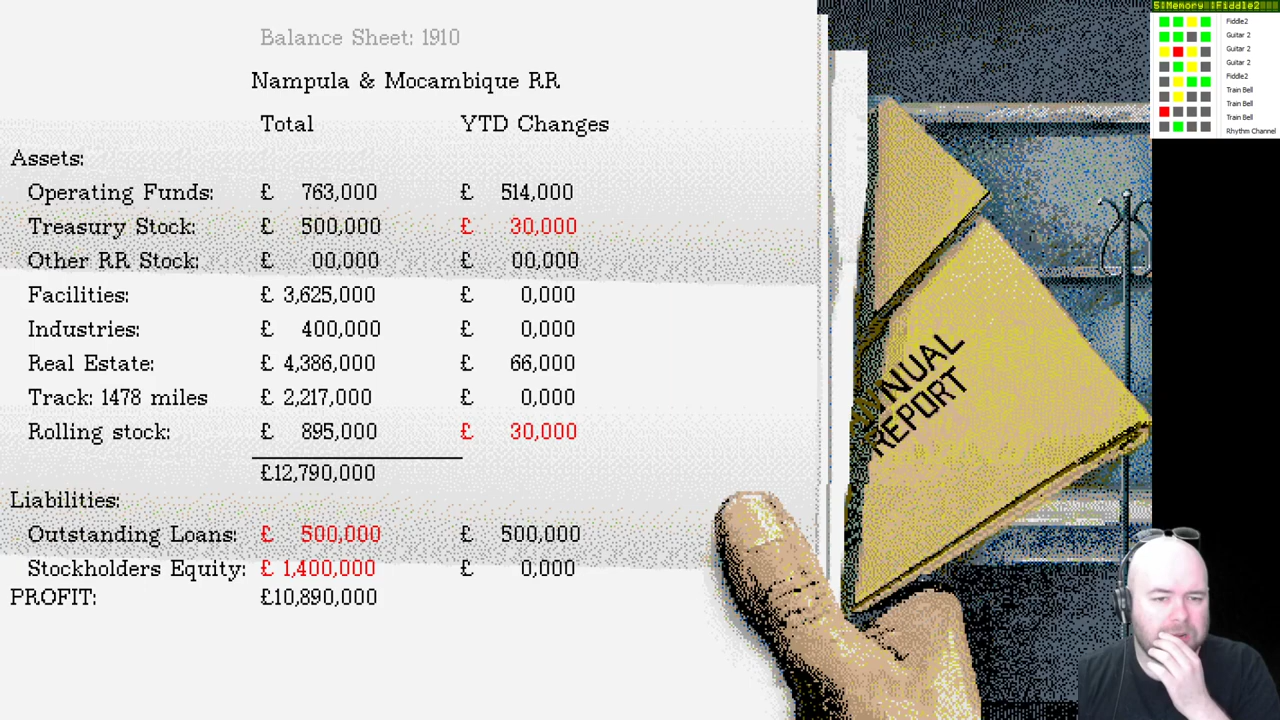 Balance Sheet: 1910
Nampula & Mocambique RR
Total YTD Changes
Assets:
Operating Funds: £ 763,000 £ 514,000
Treasury Stock: £ 500,000 £ 30,000
Other RR Stock: £ 00,000 £ 00,000
Facilities: £ 3,625,000 £ 0,000
Industries: £ 400,000 £ 0,000
Real Estate: £ 4,386,000 £ 66,000
Track: 1478 miles £ 2,217,000 £ 0,000
Rolling stock: £ 895,000 £ 30,000
£12,790,000
Liabilities:
Outstanding Loans: £ 500,000 £ 500,000
Stockholders Equity: £ 1,400,000 £ 0,000
PROFIT: £10,890,000
NUAL
REPORT
5:Memory :Fiddle2
Fiddle2
Guitar 2
Guitar 2
Guitar 2
Fiddle2
Train Bell
Train Bell
Train Bell
Rhythm Channel